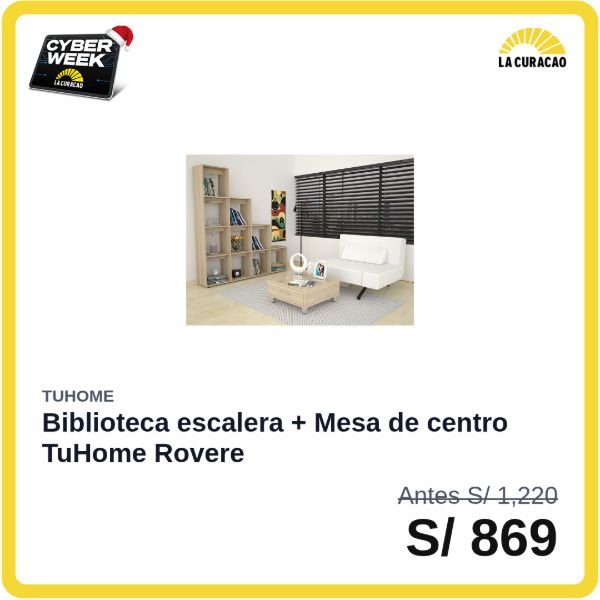 CYBER
WEEK
LA CURACAO
LA CURACAO
TUHOME
Biblioteca escalera + Mesa de centro
TuHome Rovere
Antes S/ 1,220
S/ 869